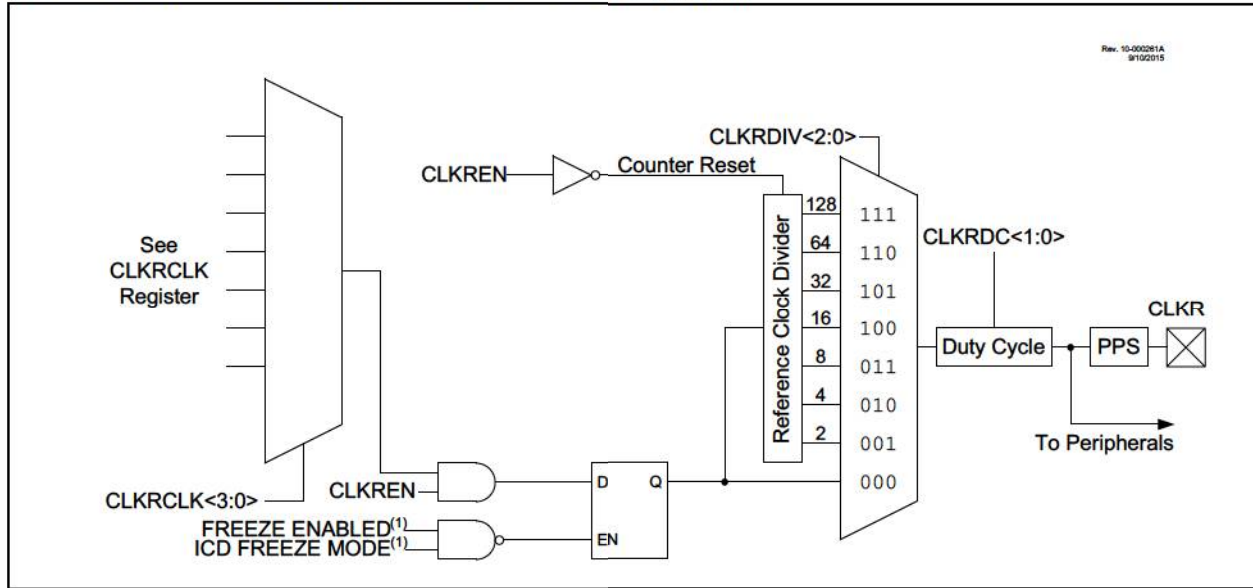 Rev. 10-000261A
9/10/2015
CLKRDIV<2:0>
CLKREN
Counter Reset
Reference Clock Divider
128
111
64
110
32
101
16
100
8
011
4
010
2
001
000
CLKRDC<1:0>
Duty Cycle
CLKR
PPS
To Peripherals
See
CLKRCLK
Register
CLKRCLK<3:0>
CLKREN
D
Q
EN
FREEZE ENABLED(1)
ICD FREEZE MODE(1)